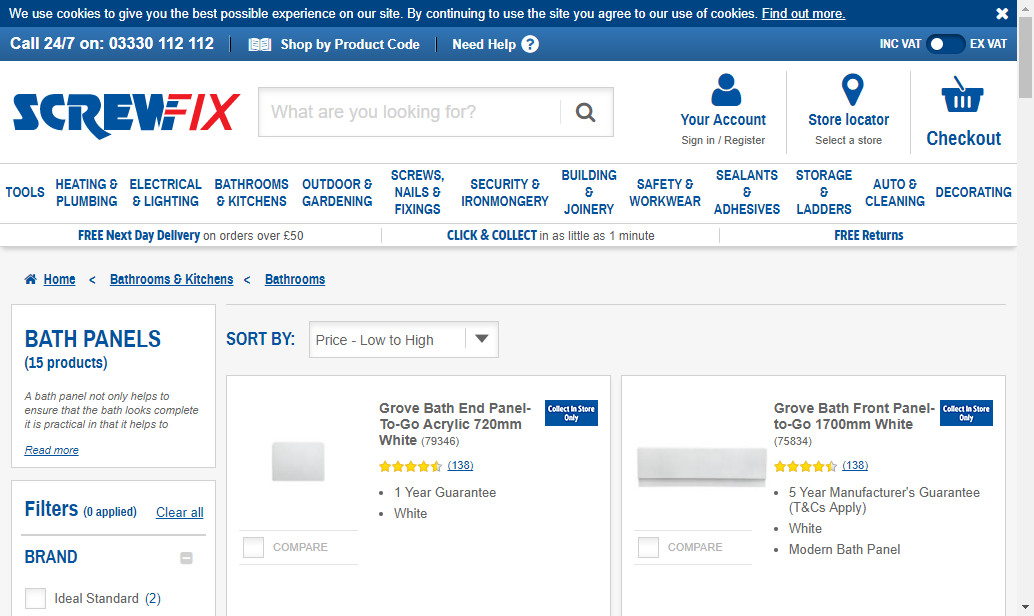 We use cookies to give you the best possible experience on our site. By continuing to use the site you agree to our use of cookies. Find out more.
Call 24/7 on: 03330 112 112
Shop by Product Code
Need Help ?
INC VAT
EX VAT
SCREWFIX
What are you looking for?
Your Account
Sign in / Register
Store locator
Select a store
Checkout
TOOLS
HEATING &
PLUMBING
ELECTRICAL
& LIGHTING
BATHROOMS
& KITCHENS
OUTDOOR &
GARDENING
SCREWS,
NAILS &
FIXINGS
SECURITY &
IRONMONGERY
BUILDING
&
JOINERY
SAFETY &
WORKWEAR
SEALANTS
&
ADHESIVES
STORAGE
&
LADDERS
AUTO &
CLEANING
DECORATING
FREE Next Day Delivery on orders over £50
CLICK & COLLECT in as little as 1 minute
FREE Returns
Home < Bathrooms & Kitchens < Bathrooms
BATH PANELS
(15 products)
A bath panel not only helps to
ensure that the bath looks complete
it is practical in that it helps to
Read more
Filters (0 applied) Clear all
BRAND
Ideal Standard (2)
SORT BY: Price - Low to High
Grove Bath End Panel-
To-Go Acrylic 720mm
White (79346)
Collect In Store
Only
(138)
• 1 Year Guarantee
• White
COMPARE
Grove Bath Front Panel-
to-Go 1700mm White
(75834)
Collect In Store
Only
(138)
• 5 Year Manufacturer's Guarantee
(T&Cs Apply)
• White
• Modern Bath Panel
COMPARE